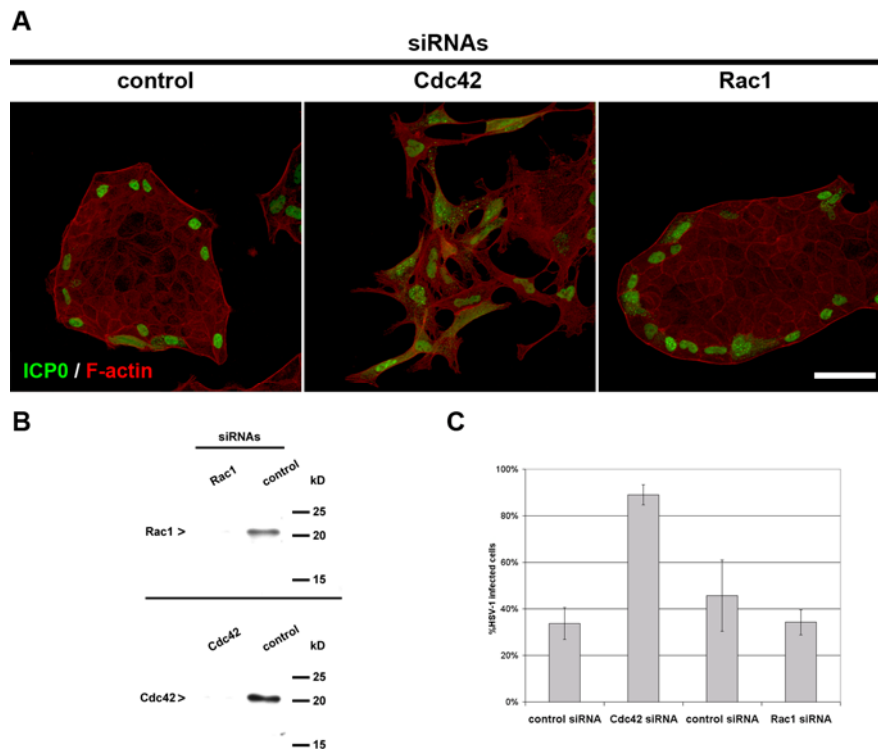 A
siRNAs
control Cdc42 Rac1
ICP0 / F-actin
B
siRNAs
Rac1 control kD
25
Rac1 >
20
15
Cdc42 control kD
25
Cdc42 >
20
15
C
%HSV-1 infected cells
100%
80%
60%
40%
20%
0%
control siRNA Cdc42 siRNA control siRNA Rac1 siRNA